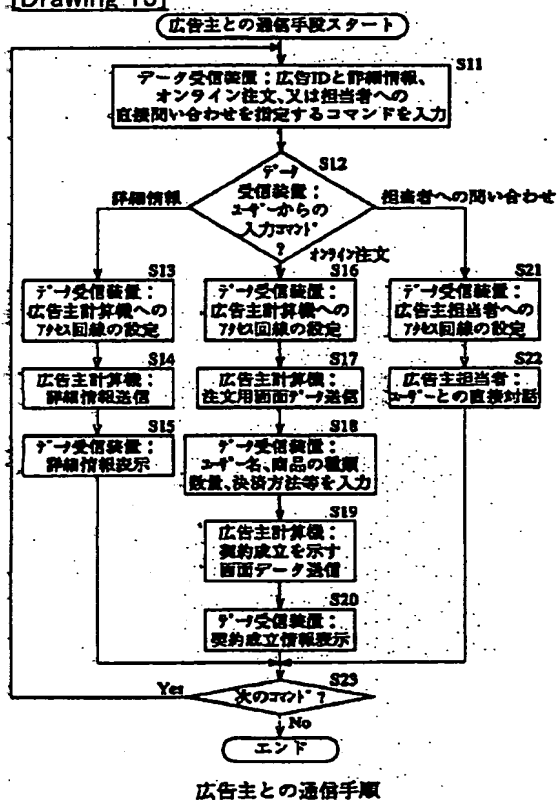 [Drawing 10]
広告主との通信手段スタート
S11
データ受信装置：広告IDと詳細情報、
オンライン注文、又は担当者への
直接問い合わせを指定するコマンドを入力
S12
データ
受信装置：
ユーザーからの
入力コマンド
？
詳細情報
オンライン注文
担当者への問い合わせ
S13
データ受信装置：
広告主計算機への
アクセス回線の設定
S14
広告主計算機：
詳細情報送信
S15
データ受信装置：
詳細情報表示
S16
データ受信装置：
広告主計算機への
アクセス回線の設定
S17
広告主計算機：
注文用画面データ送信
S18
データ受信装置：
ユーザー名、商品の種類
数量、決済方法等を入力
S19
広告主計算機：
契約成立を示す
画面データ送信
S20
データ受信装置：
契約成立情報表示
S21
データ受信装置：
広告主担当者への
アクセス回線の設定
S22
広告主担当者：
ユーザーとの直接対話
S23
次のコマンド？
Yes
No
エンド
広告主との通信手順